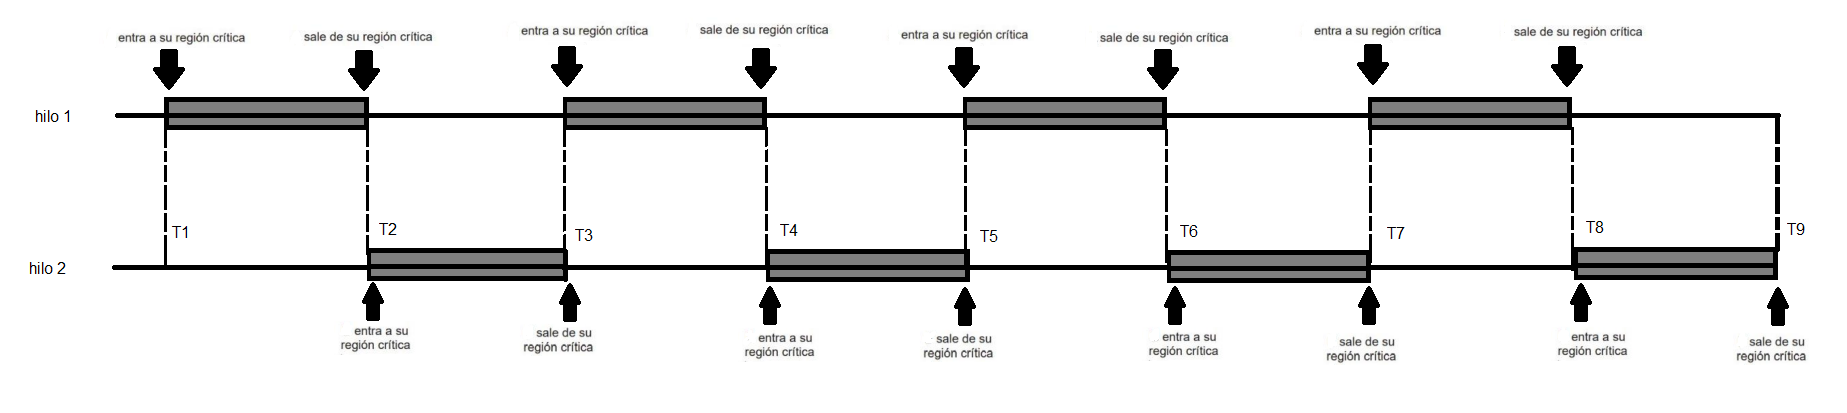 entra a su región crítica
sale de su región crítica
entra a su región crítica
sale de su región crítica
entra a su región crítica
sale de su región crítica
entra a su región crítica
sale de su región crítica
hilo 1
T1
T2
T3
T4
T5
T6
T7
T8
T9
hilo 2
entra a su
región crítica
sale de su
región crítica
entra a su
región crítica
sale de su
región crítica
entra a su
región crítica
sale de su
región crítica
entra a su
región crítica
sale de su
región crítica